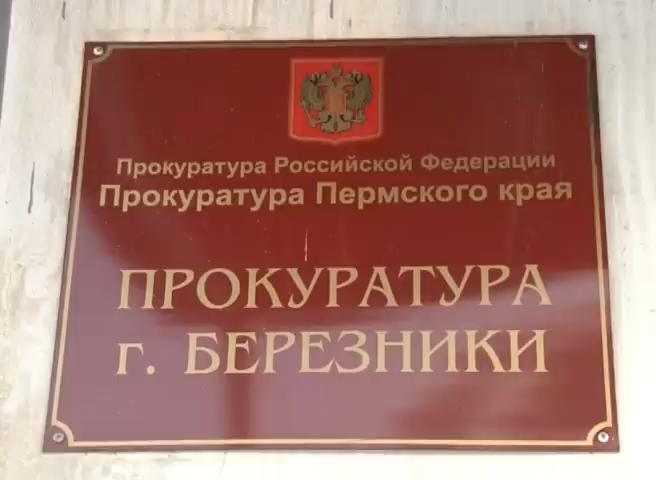 Прокуратура Российской Федерации
Прокуратура Пермского края
ПРОКУРАТУРА
г. БЕРЕЗНИКИ